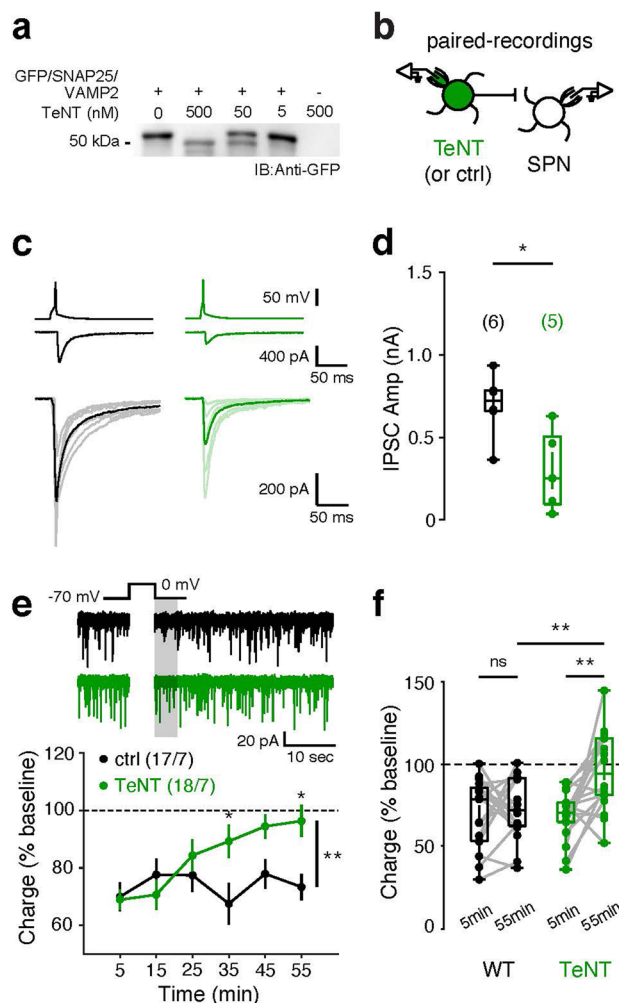 a
GFP/SNAP25/
VAMP2
+ + + + -
TeNT (nM)
0 500 50 5 500
50 kDa -
IB:Anti-GFP
b
paired-recordings
TeNT
(or ctrl)
SPN
c
50 mV
400 pA
50 ms
200 pA
50 ms
d
*
(6) (5)
IPSC Amp (nA)
1.5
1.0
0.5
0
e
-70 mV
0 mV
20 pA
10 sec
ctrl (17/7)
TeNT (18/7)
* *
**
Charge (% baseline)
120
100
80
60
5 15 25 35 45 55
Time (min)
f
**
ns **
Charge (% baseline)
150
100
50
0
5min 55min 5min 55min
WT TeNT